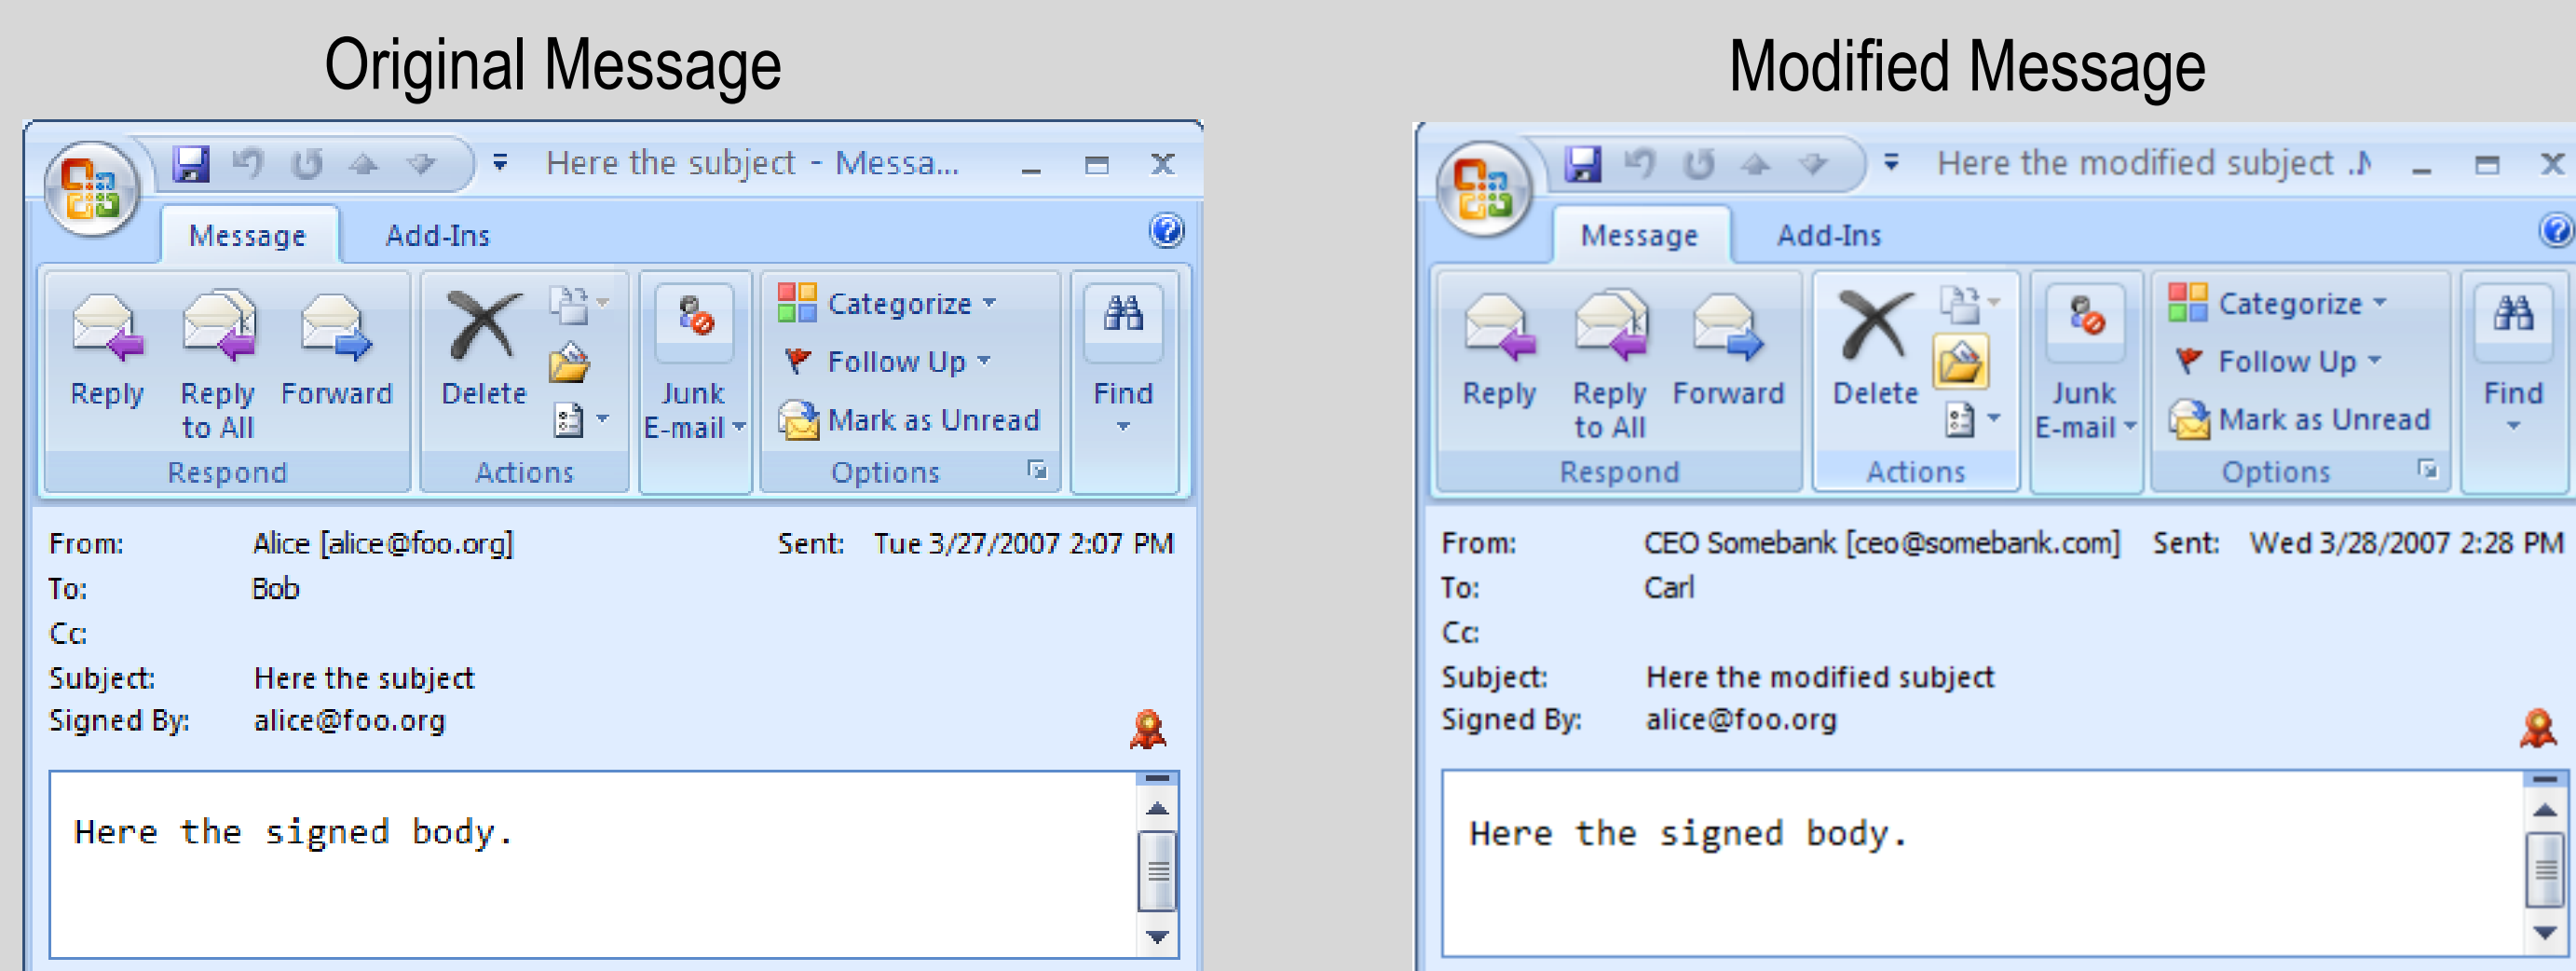 Original Message
Here the subject - Messa...
Message Add-Ins
Reply Reply to All Forward Delete Junk E-mail Categorize Follow Up Mark as Unread Find
Respond Actions Options
From: Alice [alice@foo.org] Sent: Tue 3/27/2007 2:07 PM
To: Bob
Cc:
Subject: Here the subject
Signed By: alice@foo.org
Here the signed body.
Modified Message
Here the modified subject .M
Message Add-Ins
Reply Reply to All Forward Delete Junk E-mail Categorize Follow Up Mark as Unread Find
Respond Actions Options
From: CEO Somebank [ceo@somebank.com] Sent: Wed 3/28/2007 2:28 PM
To: Carl
Cc:
Subject: Here the modified subject
Signed By: alice@foo.org
Here the signed body.